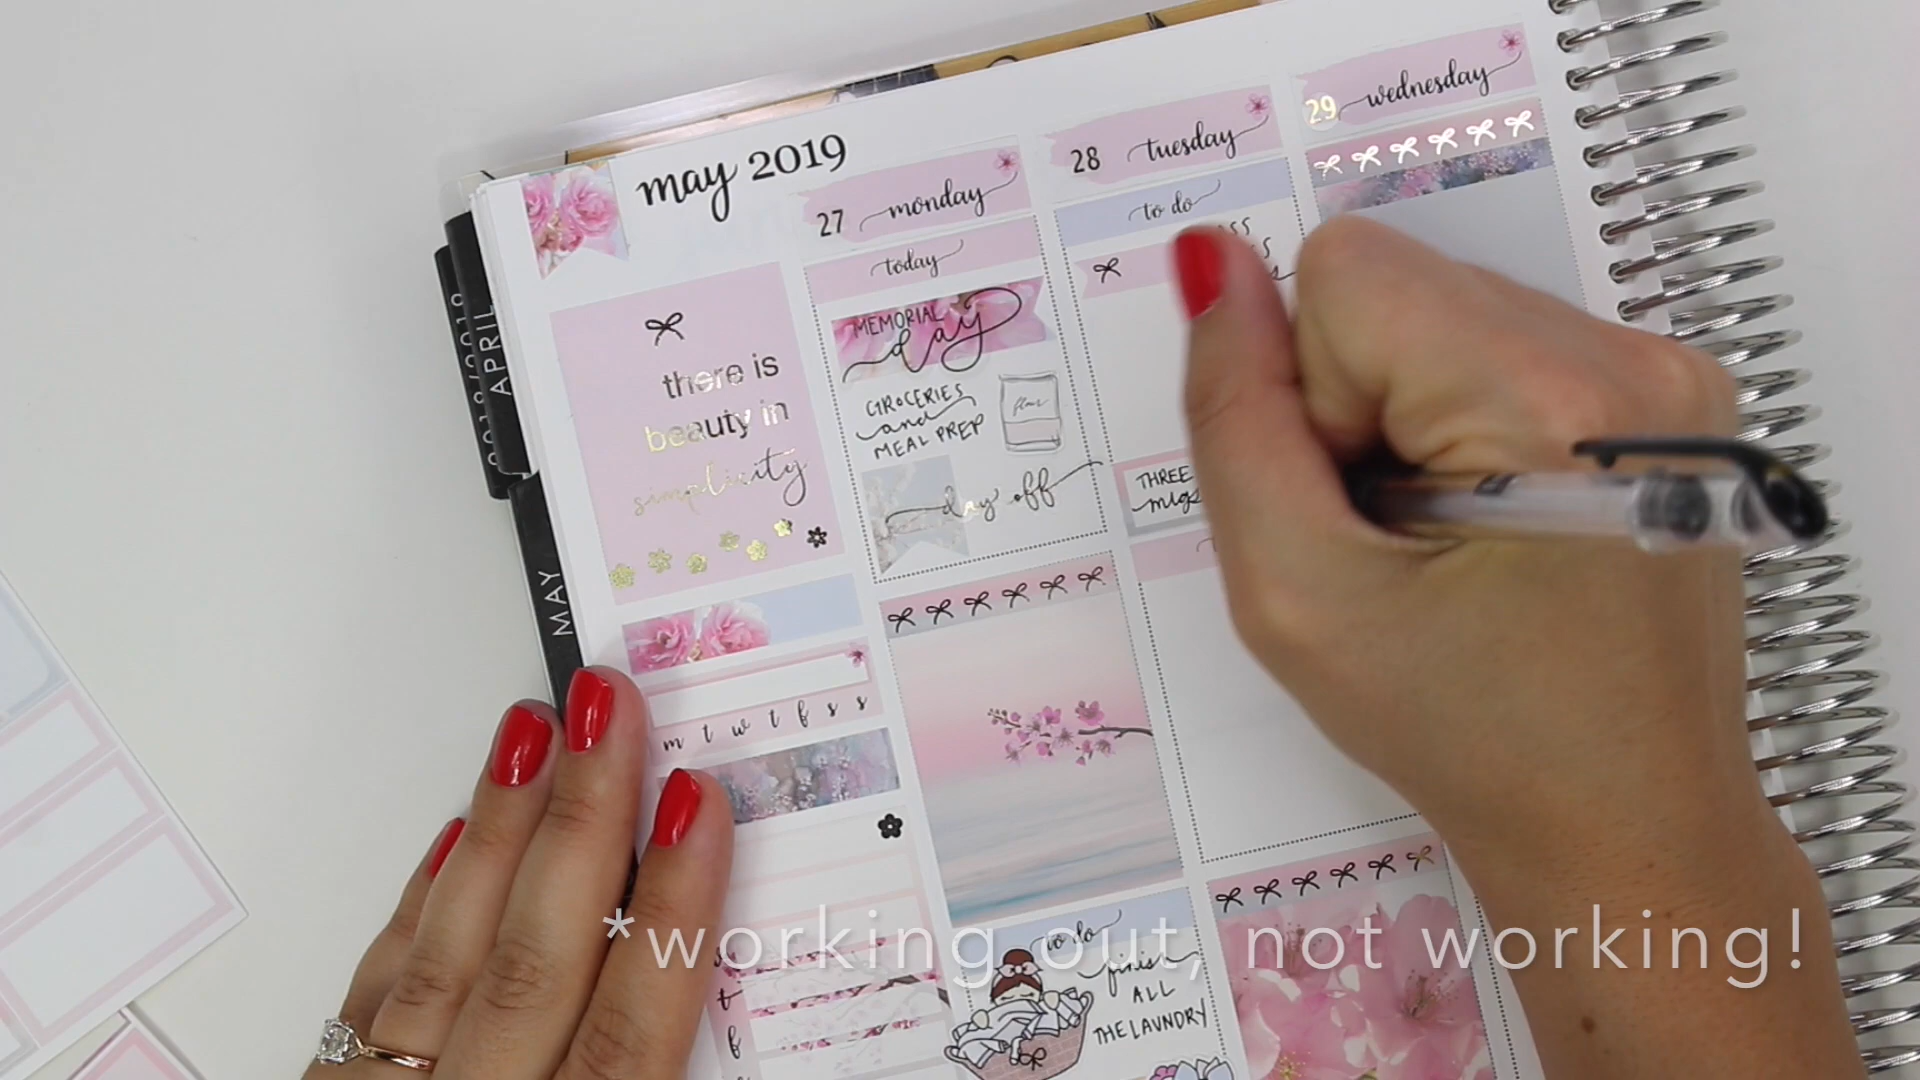 may 2019
27 monday
28 tuesday
29 wednesday
today
to do
MEMORIAL
day
there is
beauty in
simplicity
GROCERIES
and
MEAL PREP
flour
day off
THREE
APRIL
MAY
m t w t f s s
to do
finish
ALL
THE LAUNDRY
t
f
*working out, not working!